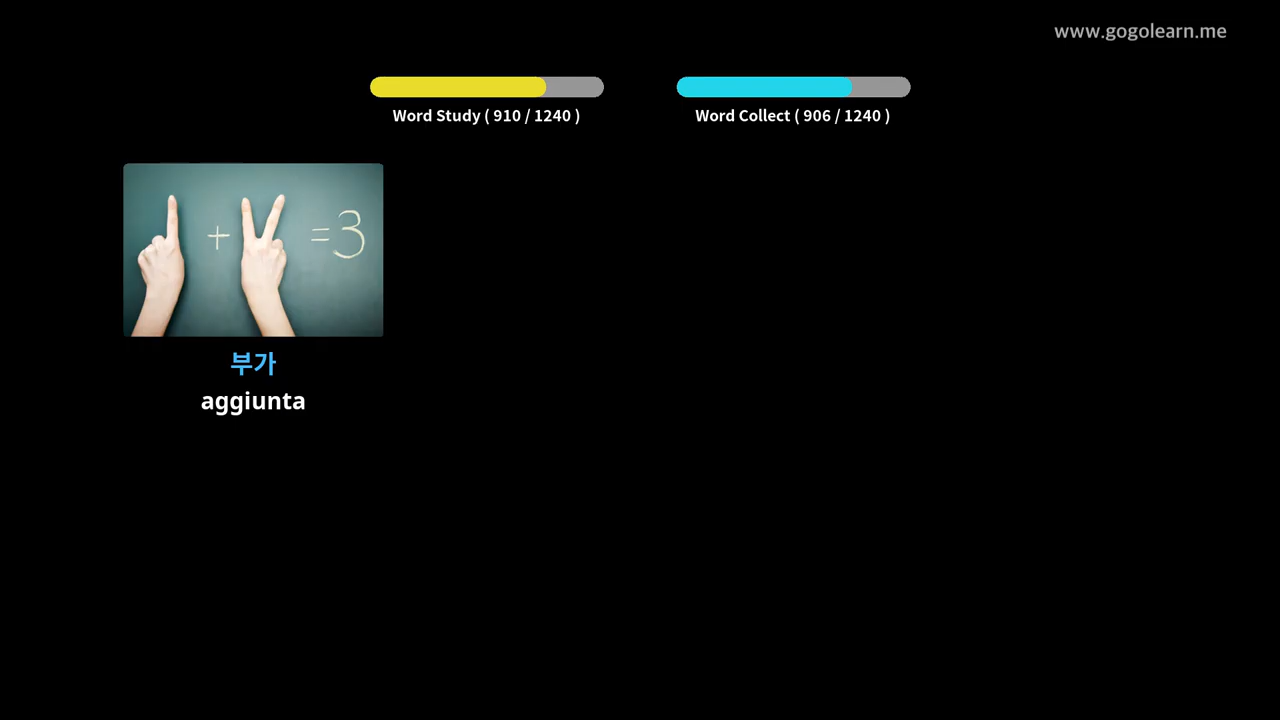 www.gogolearn.me
Word Study ( 910 / 1240 )
Word Collect ( 906 / 1240 )
+ =3
부가
aggiunta